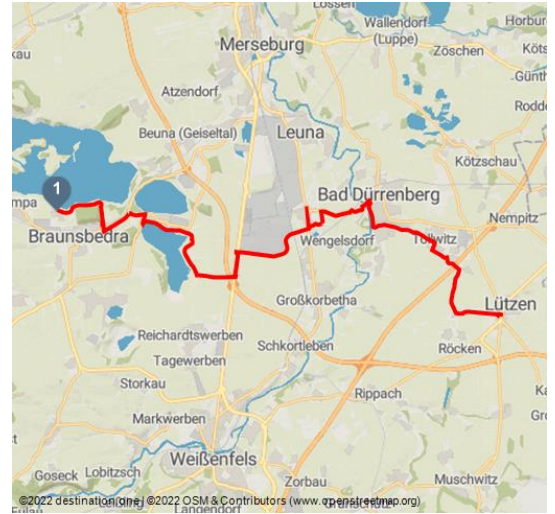 Lossen
Wallendorf
(Luppe)
Horbur
Merseburg
kau
Zöschen
Köts
Günth
Atzendorf
Rodde
Leuna
Beuna (Geiseltal)
Kötzschau
1
mpa
Bad Dürrenberg
Nempitz
Braunsbedra
Wengelsdorf
Tollwitz
Großkorbetha
Lützen
Reichardtswerben
Schkortleben
Röcken
Tagewerben
Storkau
Rippach
Markwerben
Gro
Goseck
Lobitzsch
Weißenfels
Muschwitz
Zorbau
Leißling
Langendorf
Granschütz
©2022 destination.one, ©2022 OSM & Contributors (www.openstreetmap.org)